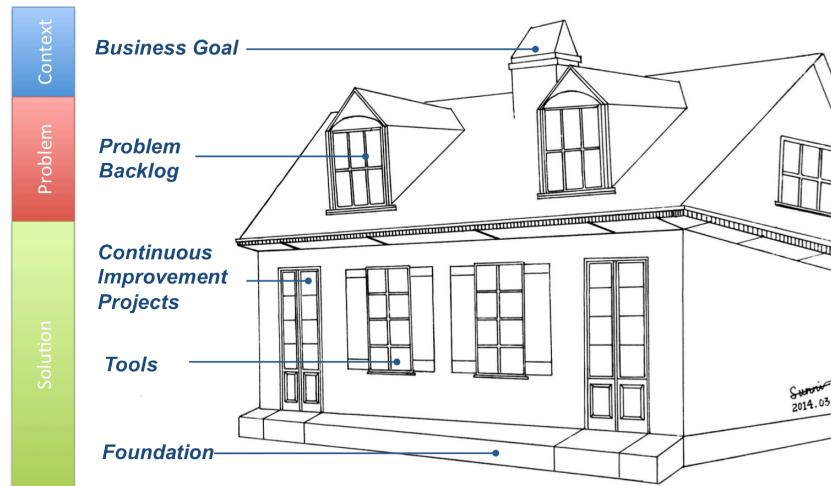 Context
Business Goal
Problem
Problem
Backlog
Solution
Continuous
Improvement
Projects
Tools
Foundation
2014.03